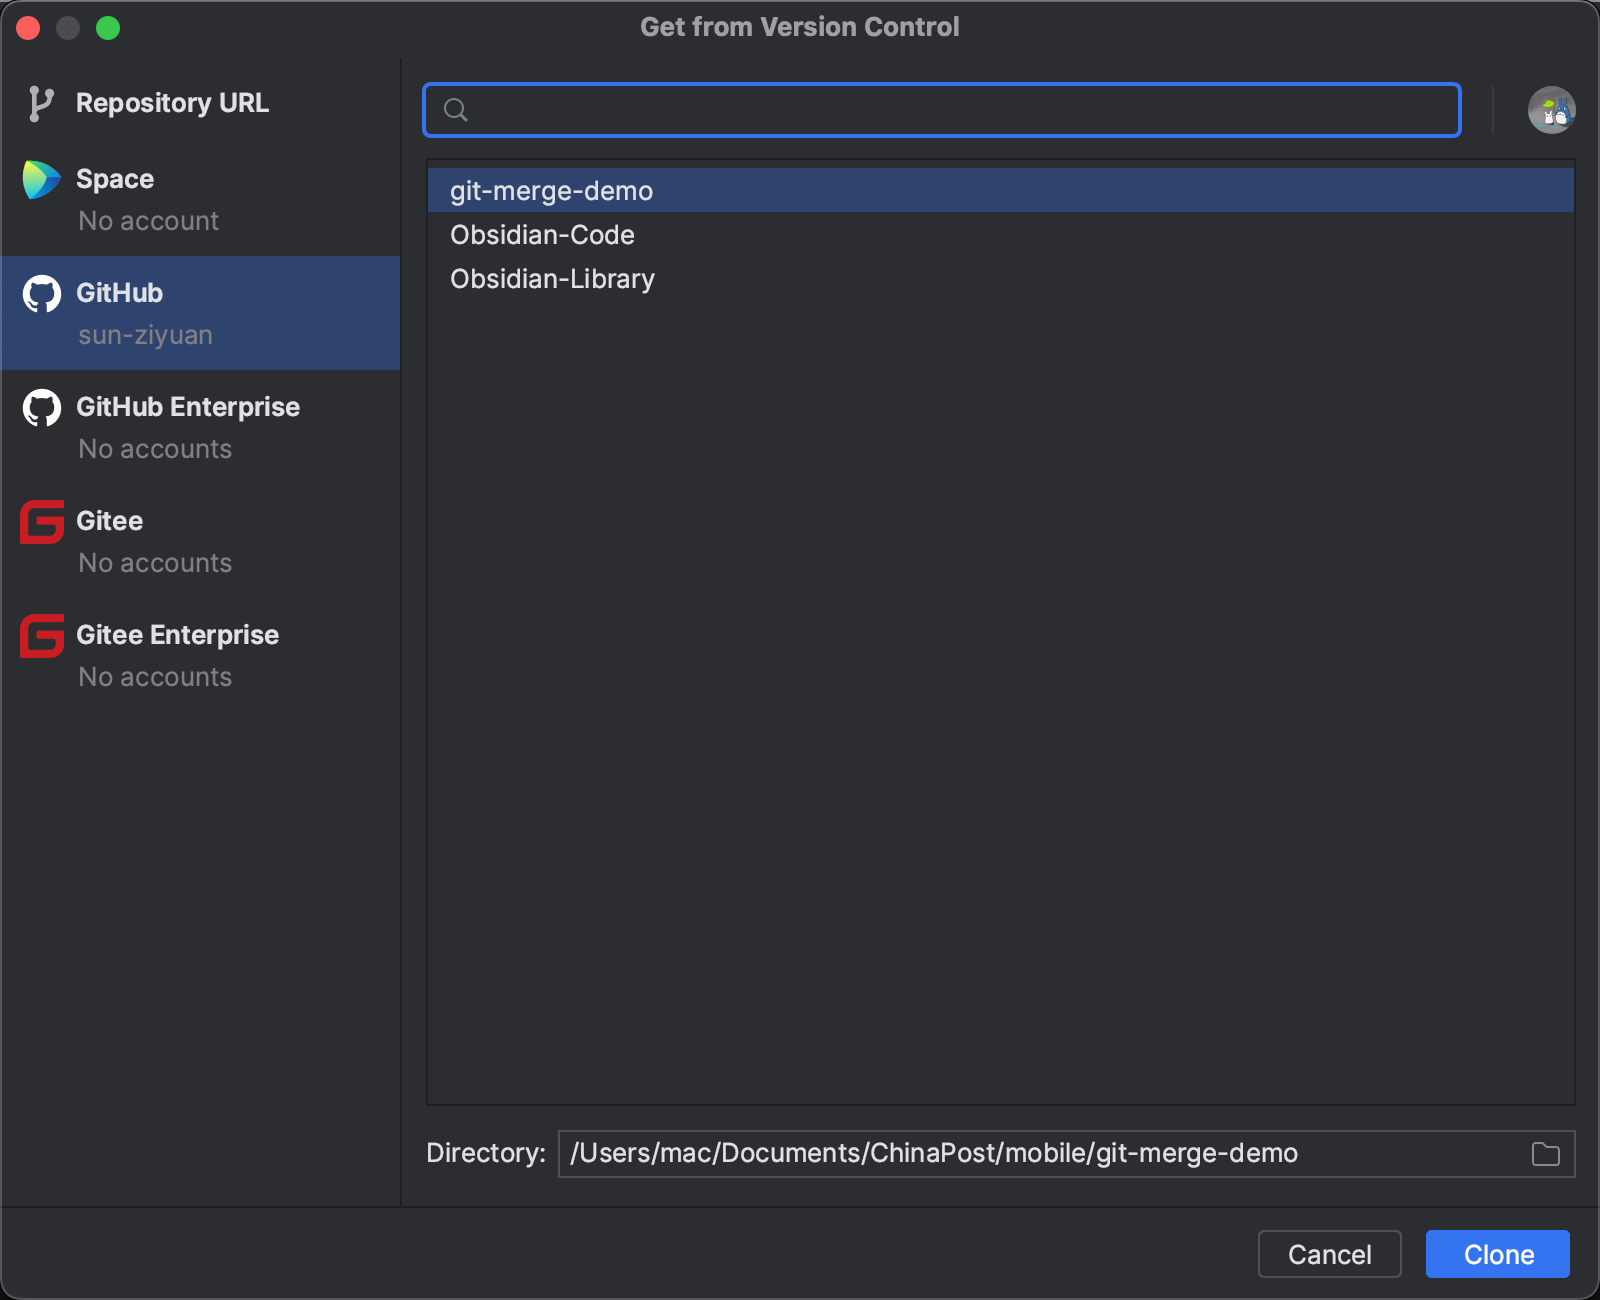 Get from Version Control
Repository URL
Space
No account
GitHub
sun-ziyuan
GitHub Enterprise
No accounts
Gitee
No accounts
Gitee Enterprise
No accounts
git-merge-demo
Obsidian-Code
Obsidian-Library
Directory: /Users/mac/Documents/ChinaPost/mobile/git-merge-demo
Cancel Clone